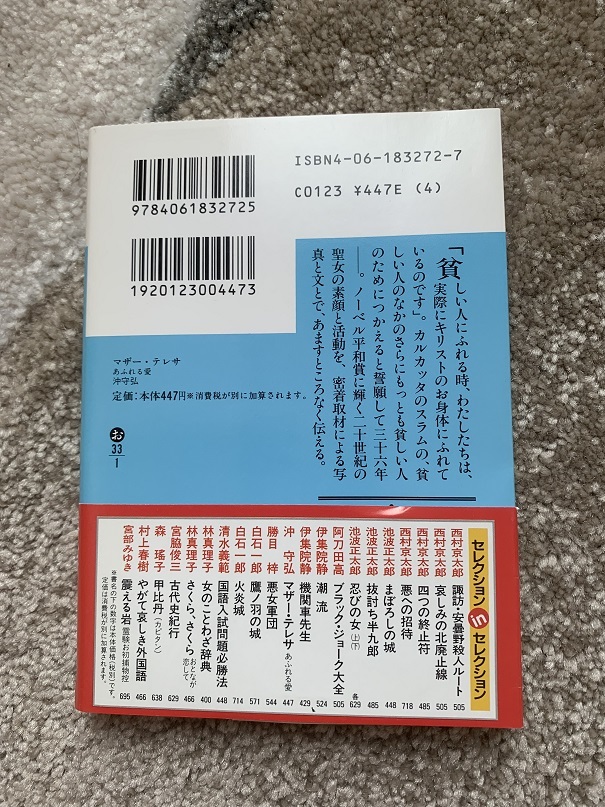 ISBN4-06-183272-7
C0123 ¥447E (4)
9784061832725
1920123004473
マザー・テレサ
あふれる愛
沖守弘
定価:本体447円※消費税が別に加算されます。
お
33
1
「貧しい人にふれる時、わたしたちは、
実際にキリストのお身体にふれて
いるのです」。カルカッタのスラムの、貧
しい人のなかのさらにもっとも貧しい人
のためにつかえると誓願して三十六年
――。ノーベル平和賞に輝く二十世紀の
聖女の素顔と活動を、密着取材による写
真と文とで、あますところなく伝える。
セレクション in セレクション
西村京太郎 諏訪・安曇野殺人ルート 505
西村京太郎 哀しみの北廃止線 505
西村京太郎 四つの終止符 485
西村京太郎 悪への招待 718
池波正太郎 まぼろしの城 448
池波正太郎 抜討ち半九郎 485
池波正太郎 忍びの女(上)(下) 各629
阿刀田高 ブラック・ジョーク大全 505
伊集院静 潮流 524
伊集院静 機関車先生 429
沖守弘 マザー・テレサ あふれる愛 447
勝目梓 悪女軍団 544
白石一郎 鷹ノ羽の城 571
白石一郎 火炎城 714
清水義範 国語入試問題必勝法 448
林真理子 女のことわざ辞典 400
林真理子 さくら、さくら おとなが恋して 466
宮脇俊三 古代史紀行 629
森瑤子 甲比丹(カピタン) 638
村上春樹 やがて哀しき外国語 466
宮部みゆき 震える岩 霊験お初捕物控 695
※書名の下の数字は本体価格(税別)です。
定価は消費税が別に加算されます。